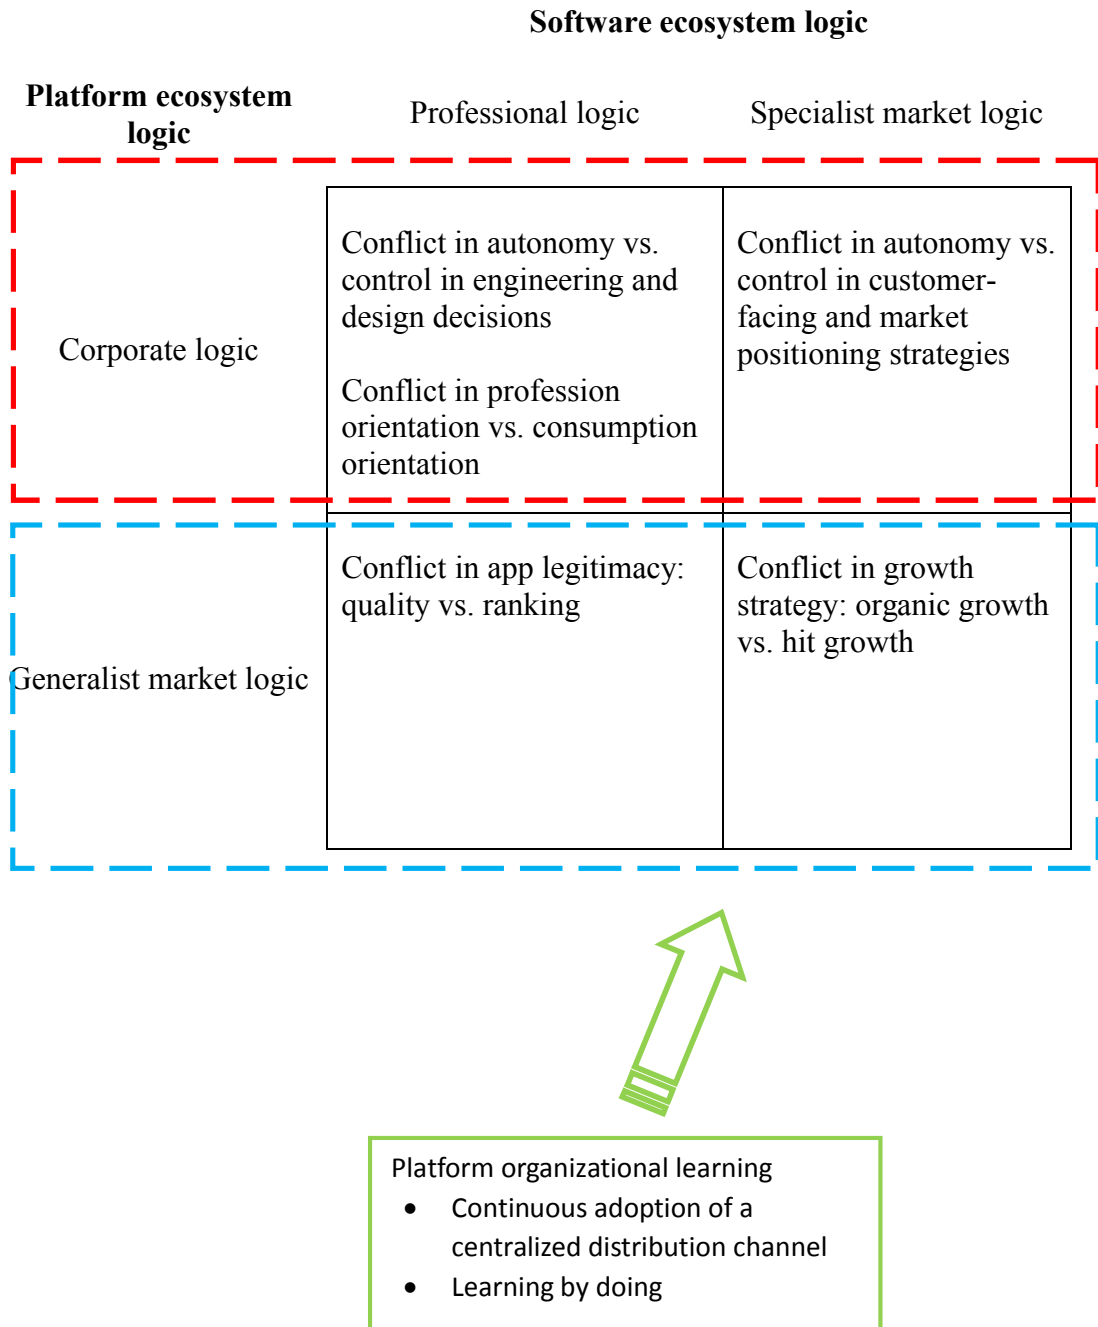 Software ecosystem logic
Platform ecosystem
logic
Professional logic
Specialist market logic
Corporate logic
Conflict in autonomy vs.
control in engineering and
design decisions
Conflict in profession
orientation vs. consumption
orientation
Conflict in autonomy vs.
control in customer-
facing and market
positioning strategies
Generalist market logic
Conflict in app legitimacy:
quality vs. ranking
Conflict in growth
strategy: organic growth
vs. hit growth
Platform organizational learning
• Continuous adoption of a
centralized distribution channel
• Learning by doing